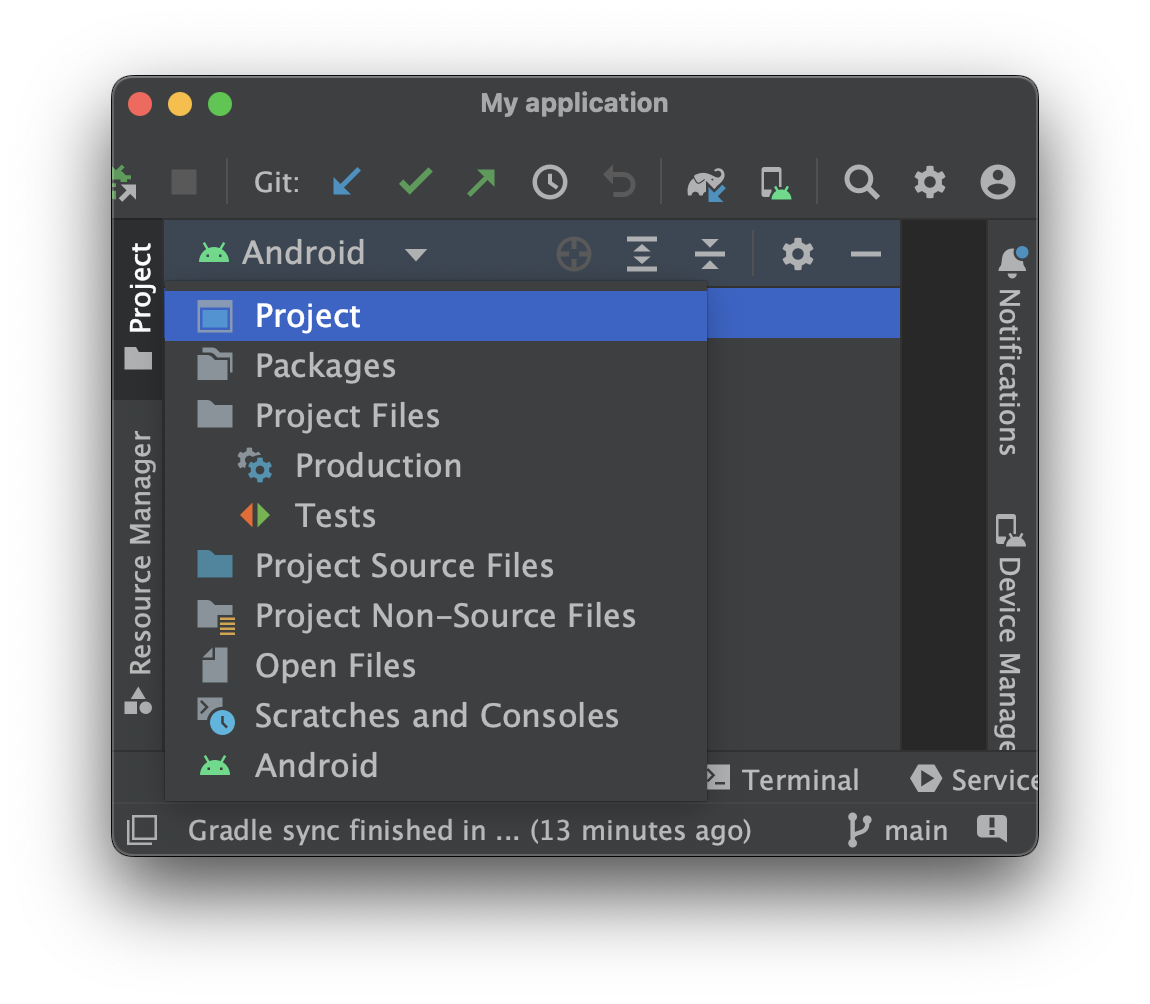 My application
Git:
Project
Android
Project
Packages
Project Files
Production
Tests
Project Source Files
Project Non-Source Files
Open Files
Scratches and Consoles
Android
Resource Manager
Notifications
Device Manage
Terminal
Service
Gradle sync finished in ... (13 minutes ago)
main